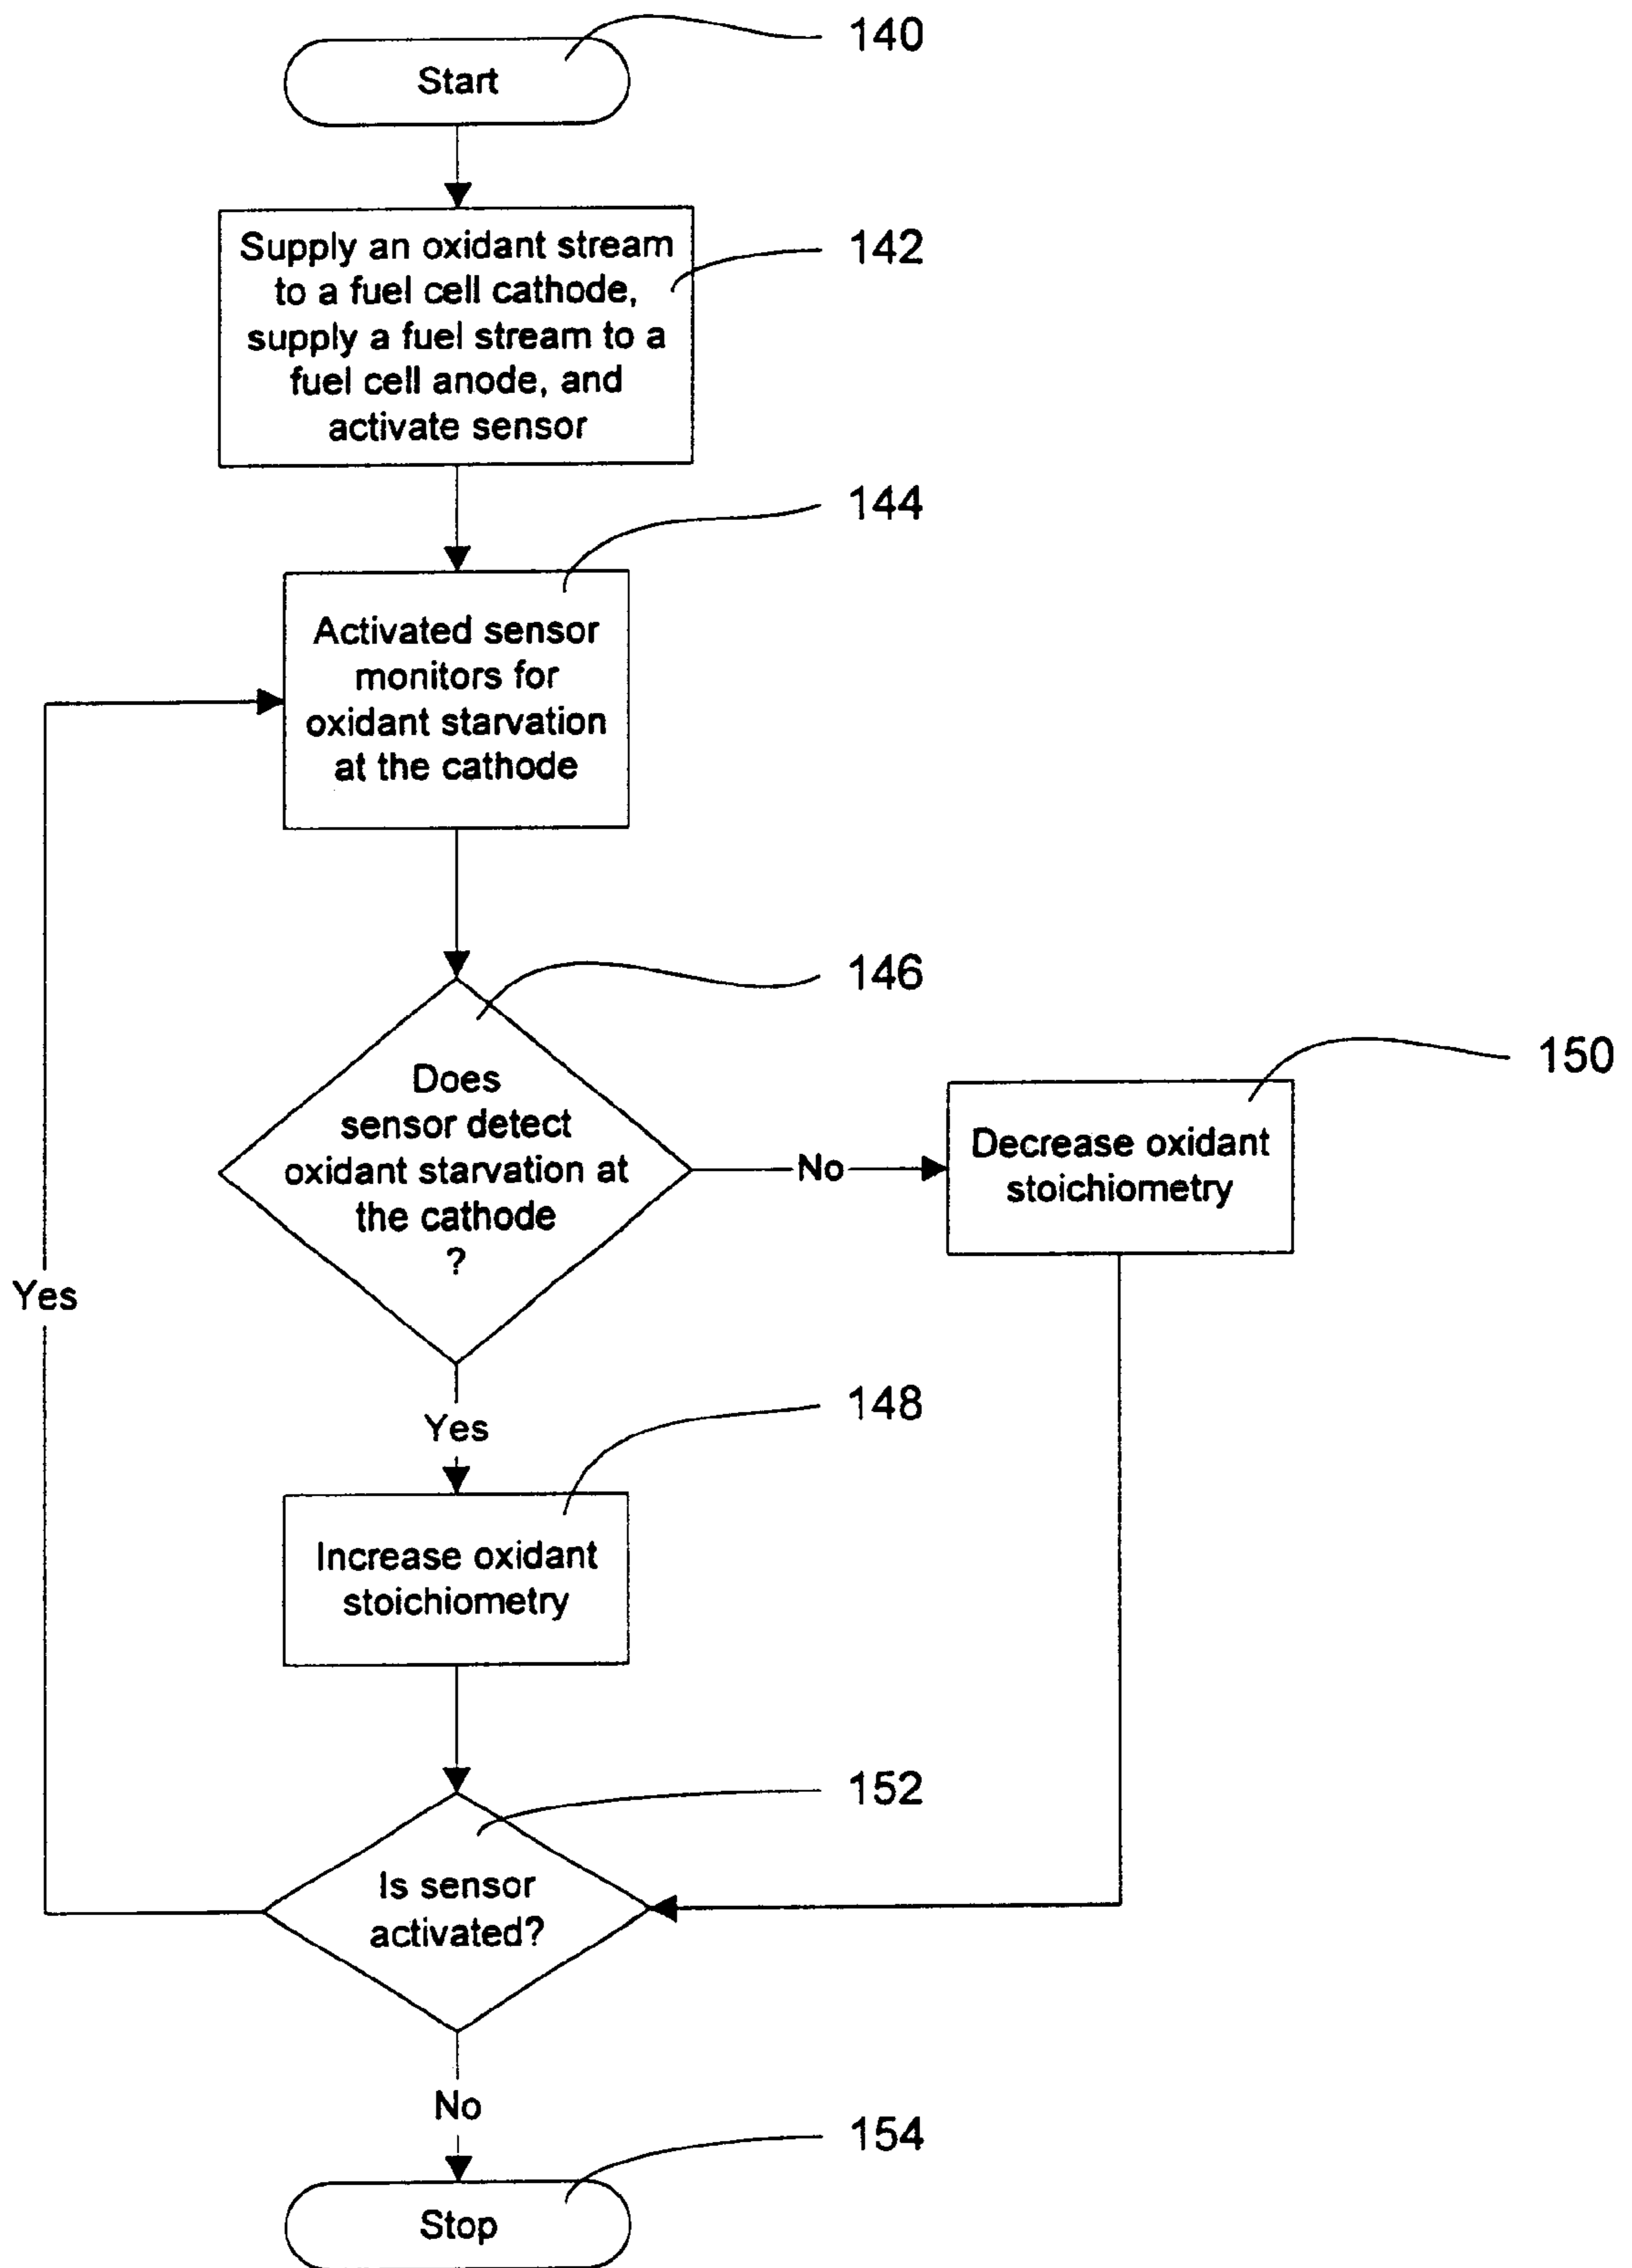 140
Start
Supply an oxidant stream
to a fuel cell cathode,
supply a fuel stream to a
fuel cell anode, and
activate sensor
142
144
Activated sensor
monitors for
oxidant starvation
at the cathode
146
Does
sensor detect
oxidant starvation at
the cathode
?
No
150
Decrease oxidant
stoichiometry
Yes
Yes
148
Increase oxidant
stoichiometry
152
Is sensor
activated?
No
154
Stop